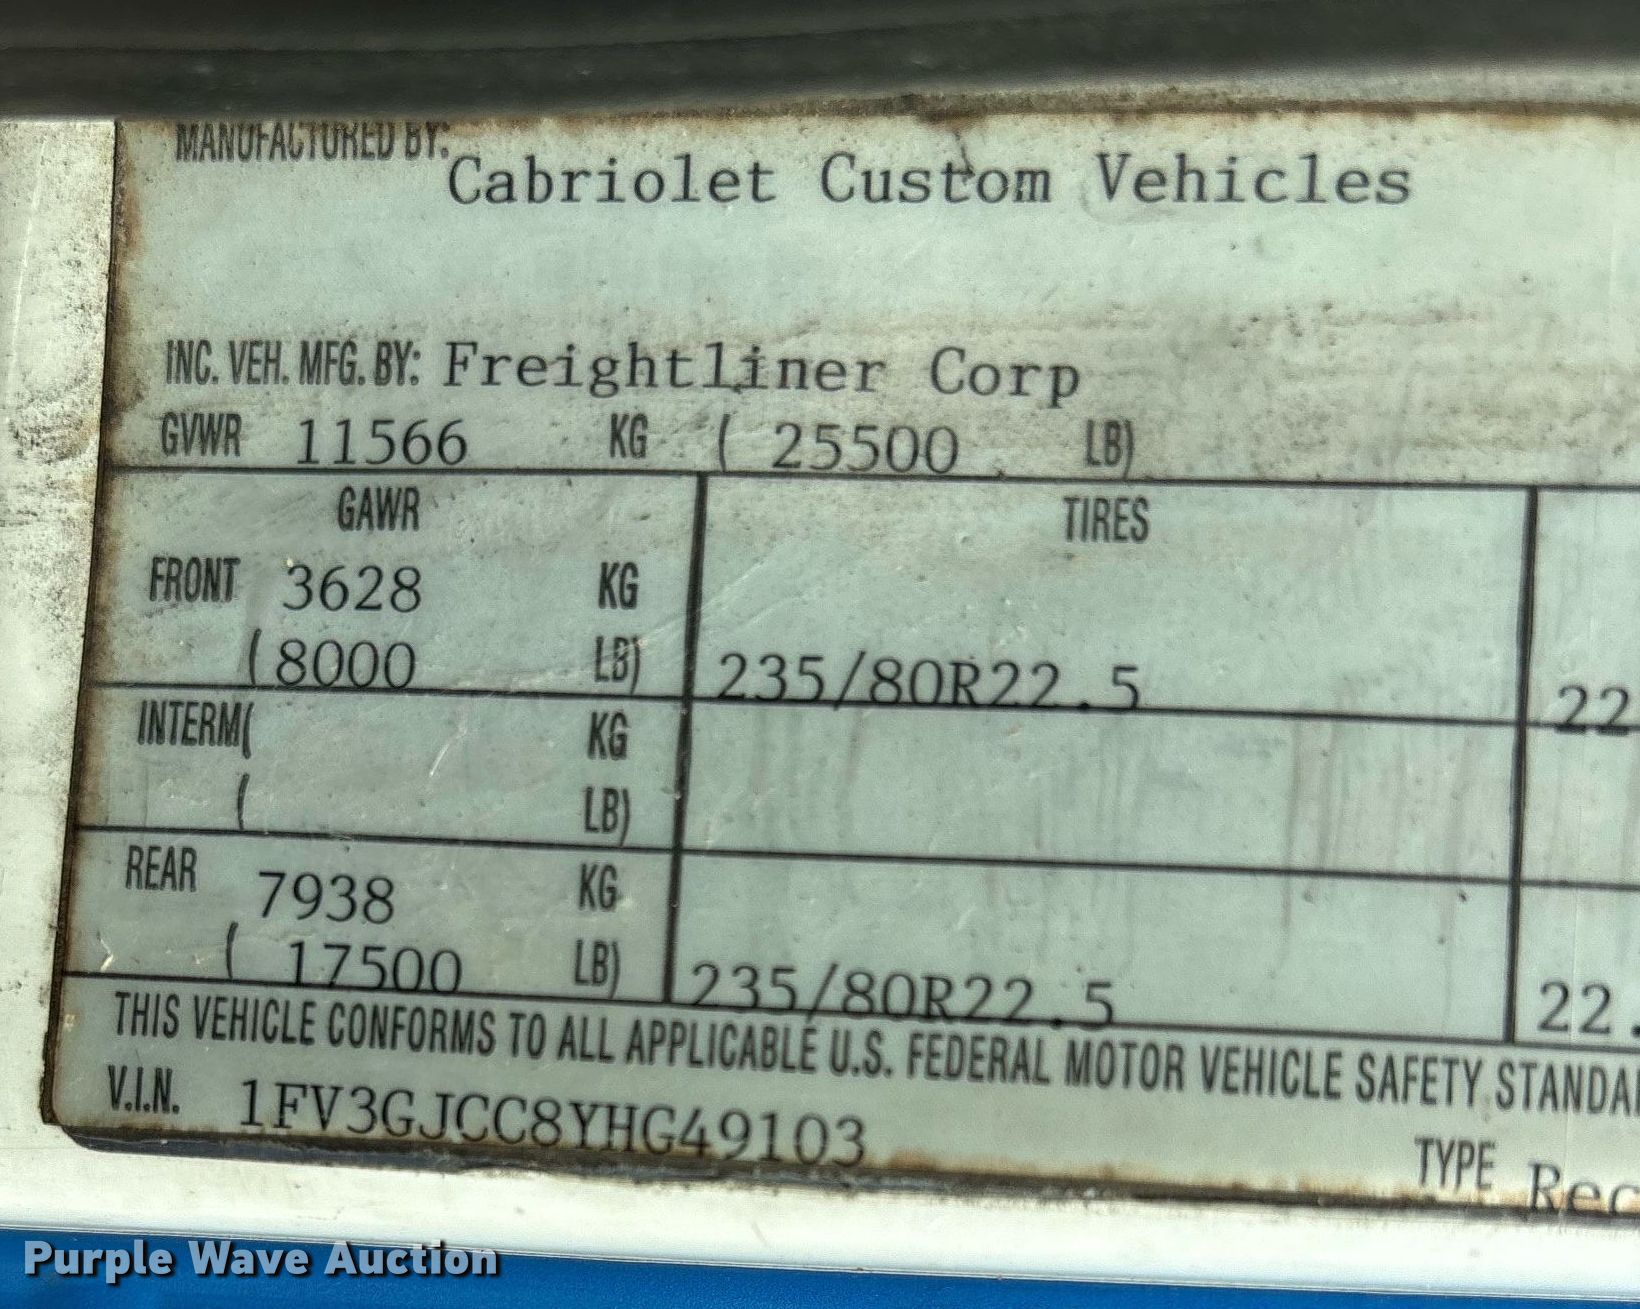 MANUFACTURED BY: Cabriolet Custom Vehicles
INC. VEH. MFG. BY: Freightliner Corp
GVWR 11566 KG ( 25500 LB)
GAWR TIRES
FRONT 3628 KG
(8000 LB) 235/80R22.5 22
INTERM( KG
( LB)
REAR 7938 KG
( 17500 LB) 235/80R22.5 22.
THIS VEHICLE CONFORMS TO ALL APPLICABLE U.S. FEDERAL MOTOR VEHICLE SAFETY STANDA
V.I.N. 1FV3GJCC8YHG49103
TYPE Rec
Purple Wave Auction